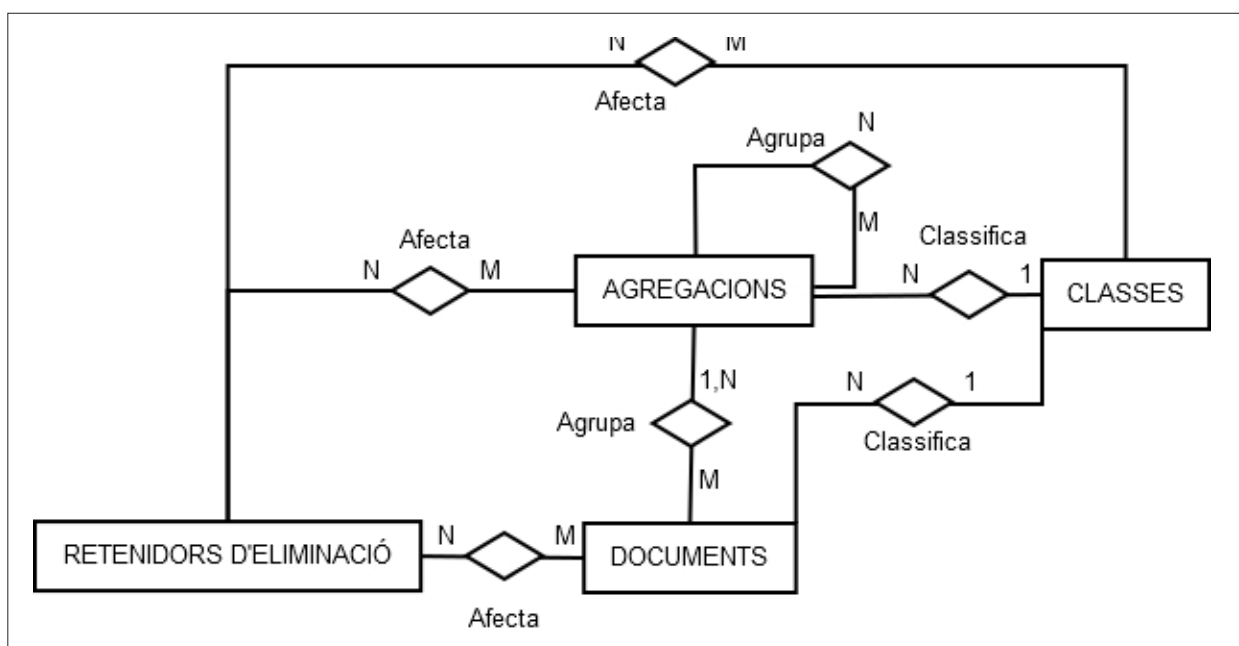 N M
Afecta
N
Agrupa
M
Afecta
N M
AGREGACIONS
Classifica
N 1
CLASSES
1,N
Agrupa
M
N 1
Classifica
RETENIDORS D'ELIMINACIÓ
N M
DOCUMENTS
Afecta